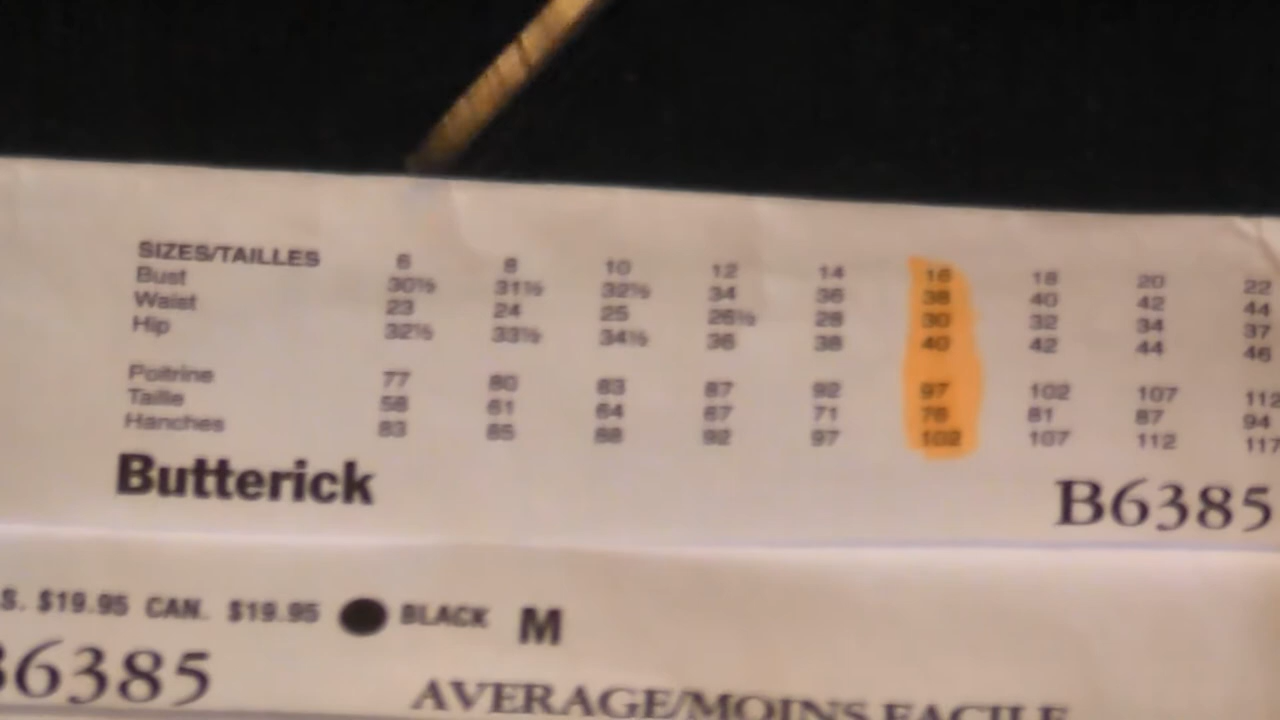 SIZES/TAILLES 6 8 10 12 14 16 18 20 22
Bust 30½ 31½ 32½ 34 36 38 40 42 44
Waist 23 24 25 26½ 28 30 32 34 37
Hip 32½ 33½ 34½ 36 38 40 42 44 46
Poitrine 77 80 83 87 92 97 102 107 112
Taille 58 61 64 67 71 76 81 87 94
Hanches 83 85 88 92 97 102 107 112 117
Butterick B6385
S. $19.95 CAN. $19.95 BLACK M
6385
AVERAGE/MOINS FACILE